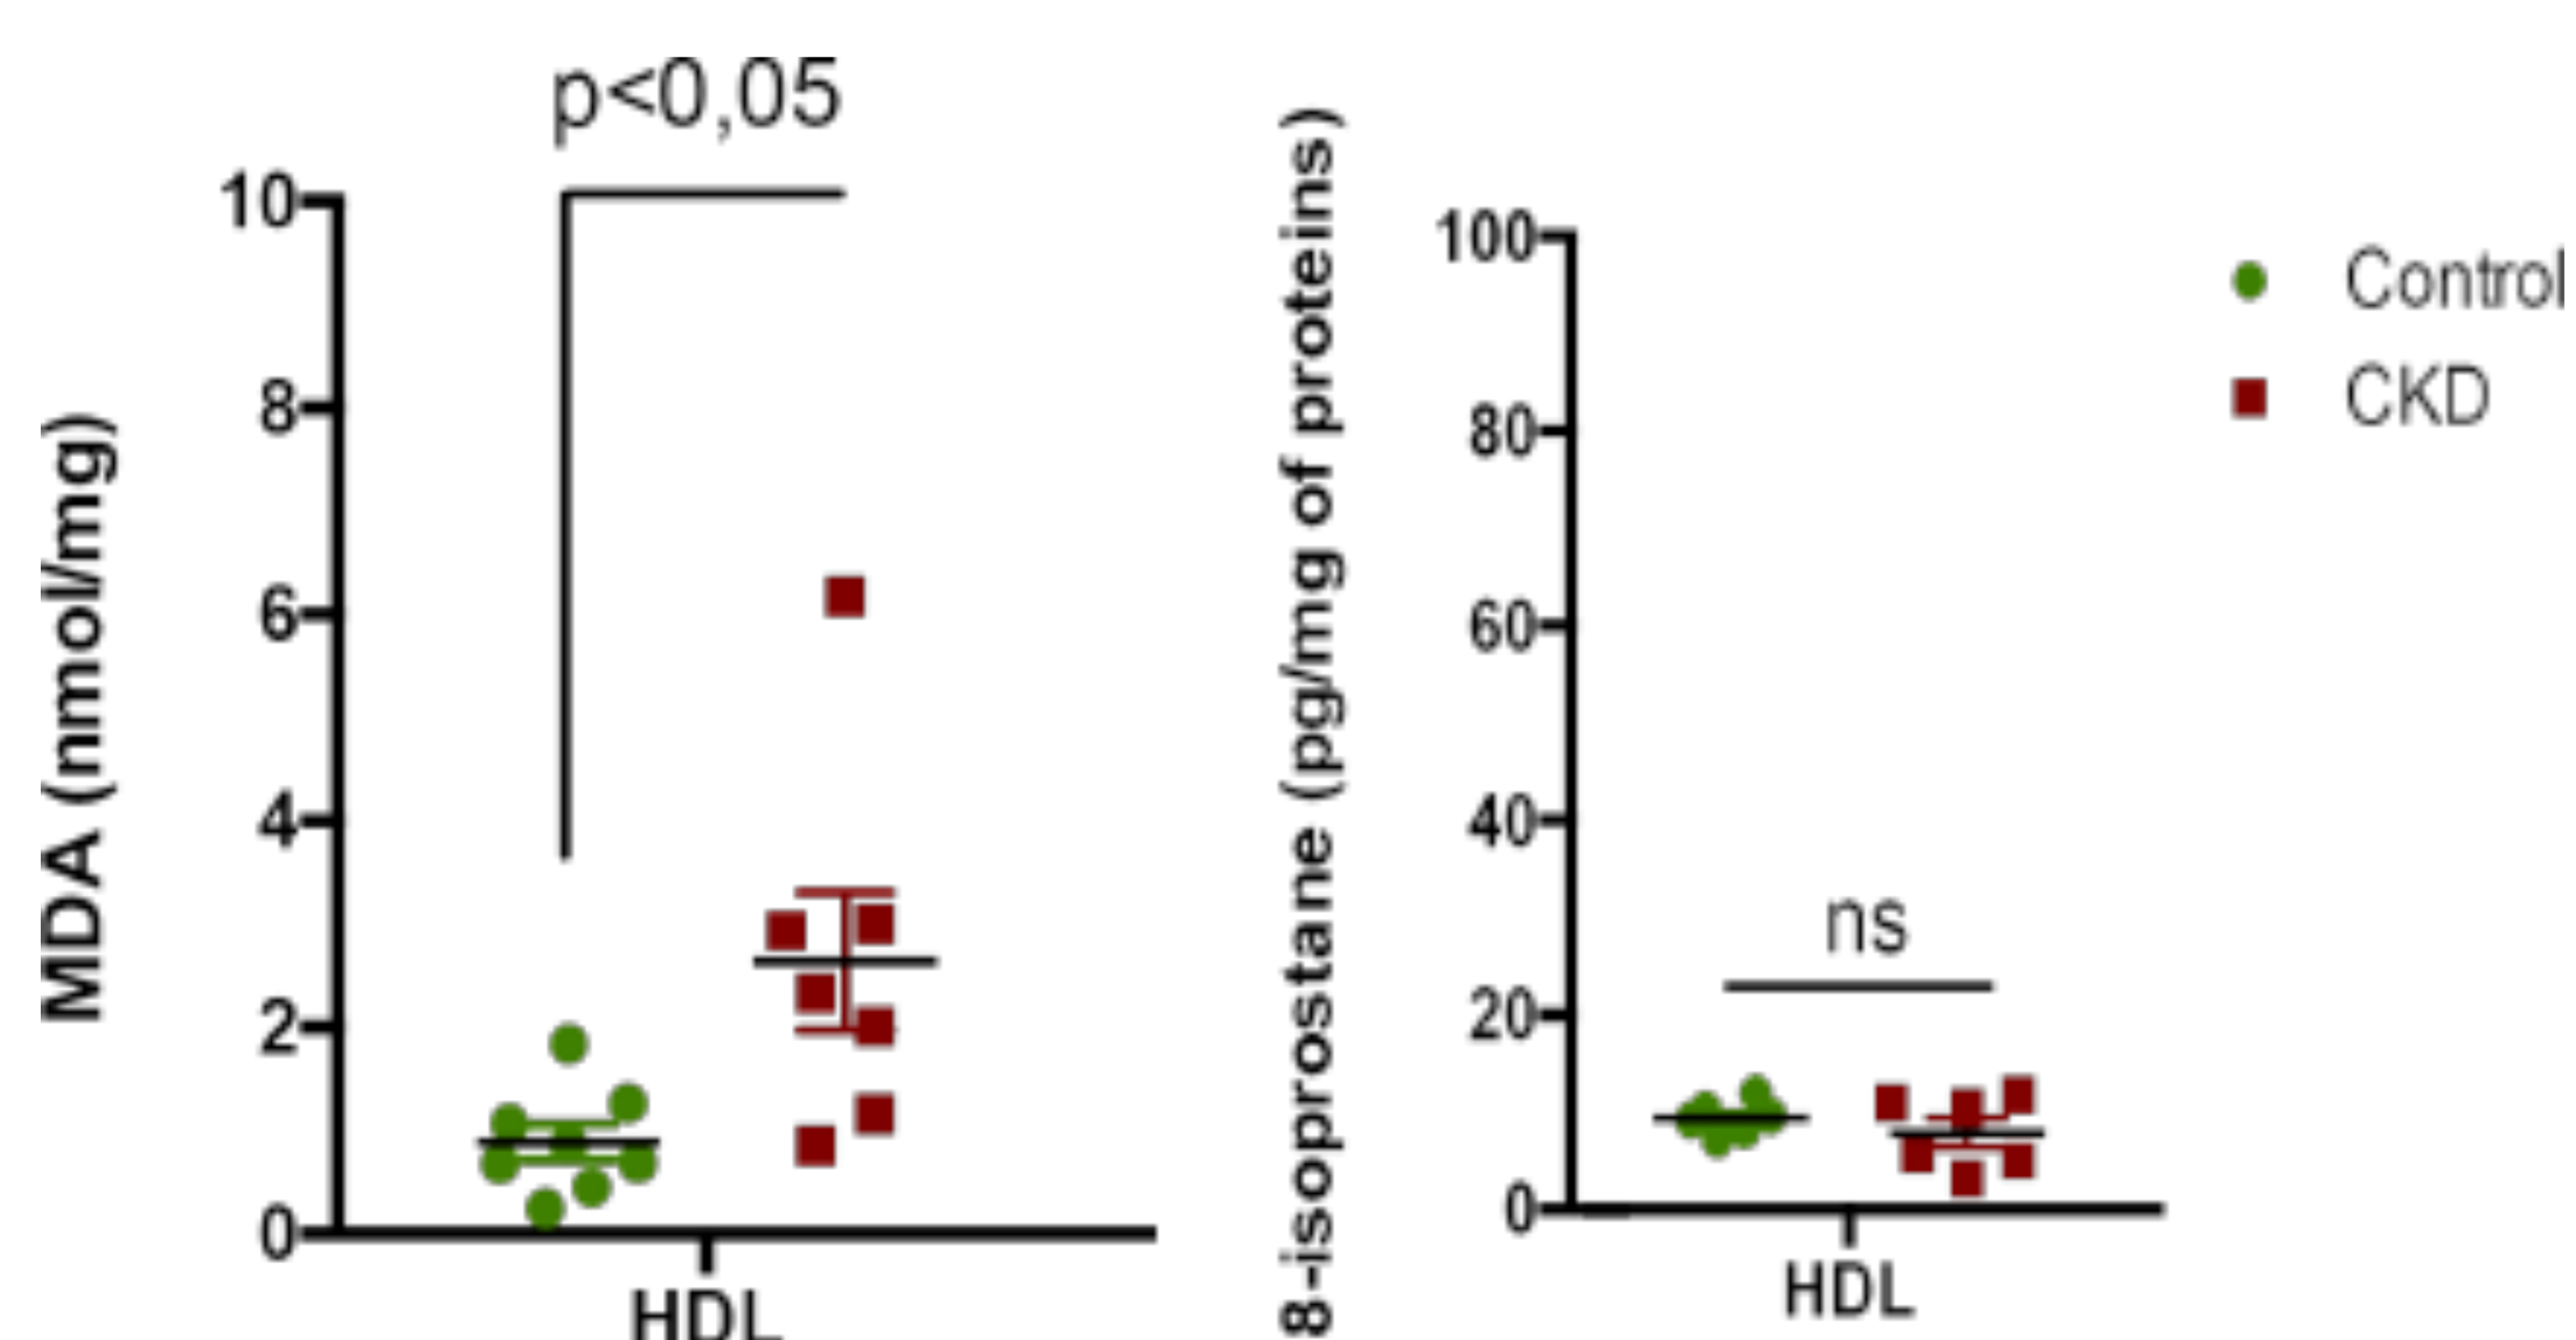 p<0,05
MDA (nmol/mg)
10
8
6
4
2
0
HDL
8-isoprostane (pg/mg of proteins)
100
80
60
40
20
0
ns
HDL
Control
CKD